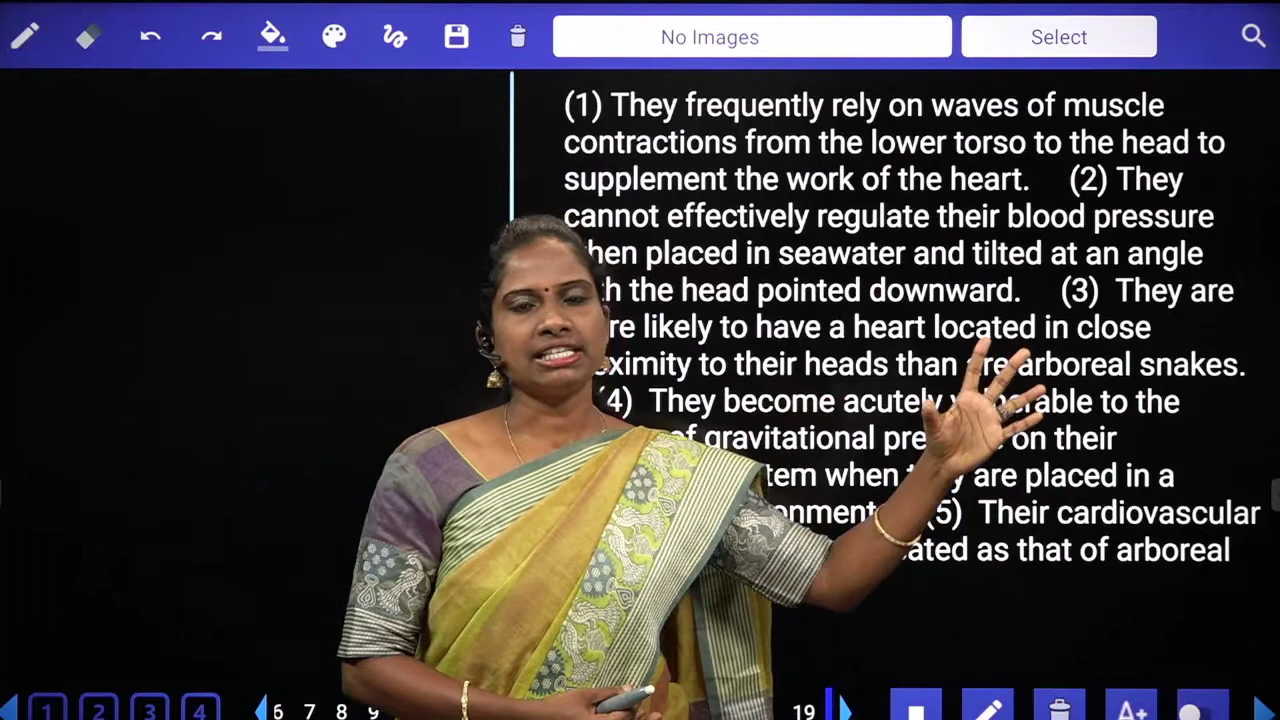 No Images
Select
(1) They frequently rely on waves of muscle
contractions from the lower torso to the head to
supplement the work of the heart. (2) They
cannot effectively regulate their blood pressure
hen placed in seawater and tilted at an angle
h the head pointed downward. (3) They are
re likely to have a heart located in close
ximity to their heads than are arboreal snakes.
(4) They become acutely to the
of gravitational on their
tem when are placed in a
onment (5) Their cardiovascular
ated as that of arboreal
1 2 3 4 6 7 8 9 19 A+